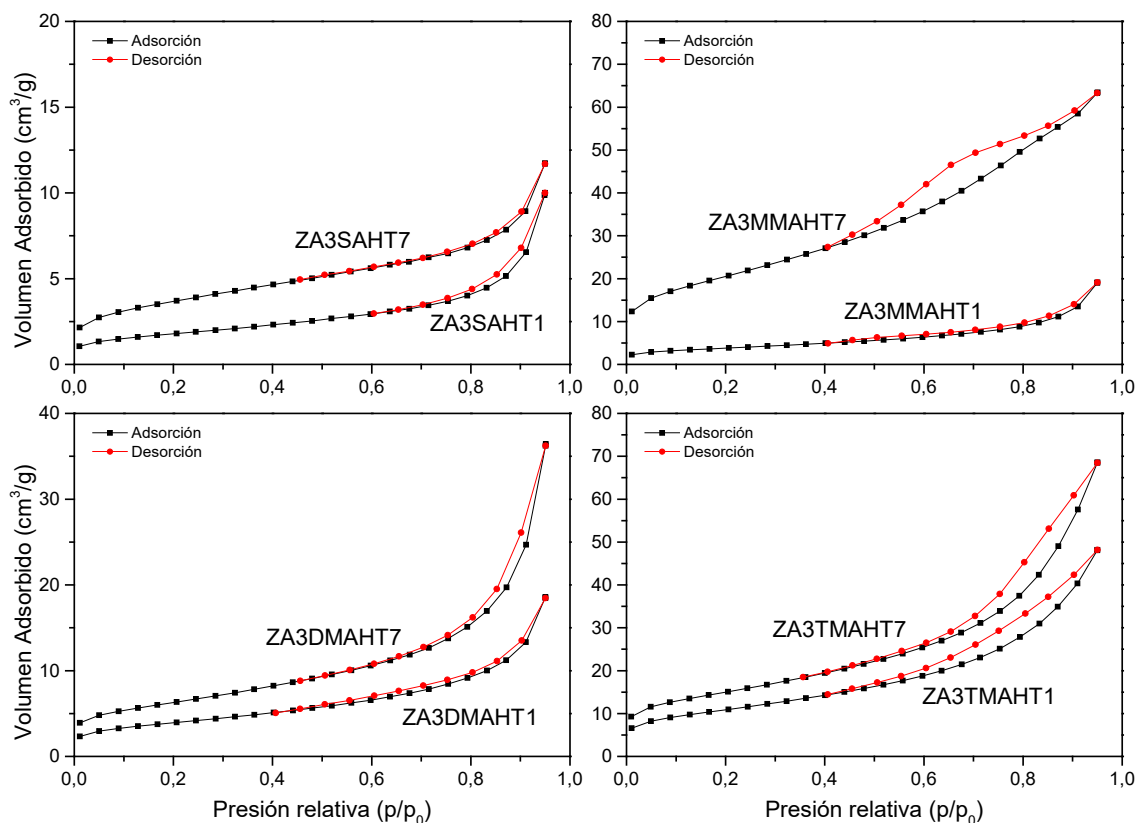 Volumen Adsorbido (cm³/g)
20
15
10
5
0
Adsorción
Desorción
ZA3SAHT7
ZA3SAHT1
0,0 0,2 0,4 0,6 0,8 1,0
80
70
60
50
40
30
20
10
0
Adsorción
Desorción
ZA3MMAHT7
ZA3MMAHT1
0,0 0,2 0,4 0,6 0,8 1,0
Volumen Adsorbido (cm³/g)
40
30
20
10
0
Adsorción
Desorción
ZA3DMAHT7
ZA3DMAHT1
0,0 0,2 0,4 0,6 0,8 1,0
Presión relativa (p/p₀)
80
70
60
50
40
30
20
10
0
Adsorción
Desorción
ZA3TMAHT7
ZA3TMAHT1
0,0 0,2 0,4 0,6 0,8 1,0
Presión relativa (p/p₀)